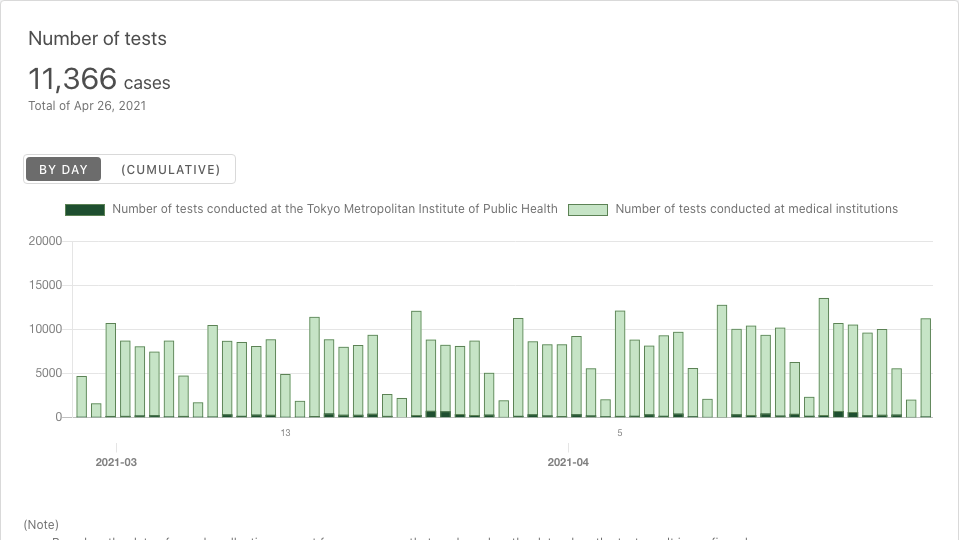 Number of tests
11,366 cases
Total of Apr 26, 2021
BY DAY (CUMULATIVE)
Number of tests conducted at the Tokyo Metropolitan Institute of Public Health Number of tests conducted at medical institutions
20000
15000
10000
5000
0
13 5
2021-03 2021-04
(Note)